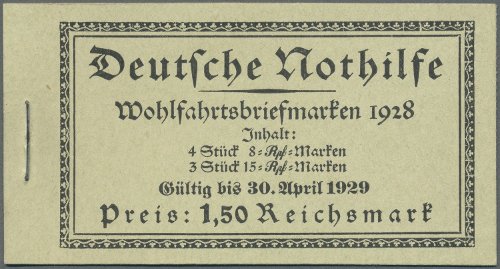 Deutſche Nothilfe
Wohlfahrtsbriefmarken 1928
Inhalt:
4 Stück 8-Rpf-Marken
3 Stück 15-Rpf-Marken
Gültig bis 30. April 1929
Preis: 1,50 Reichsmark